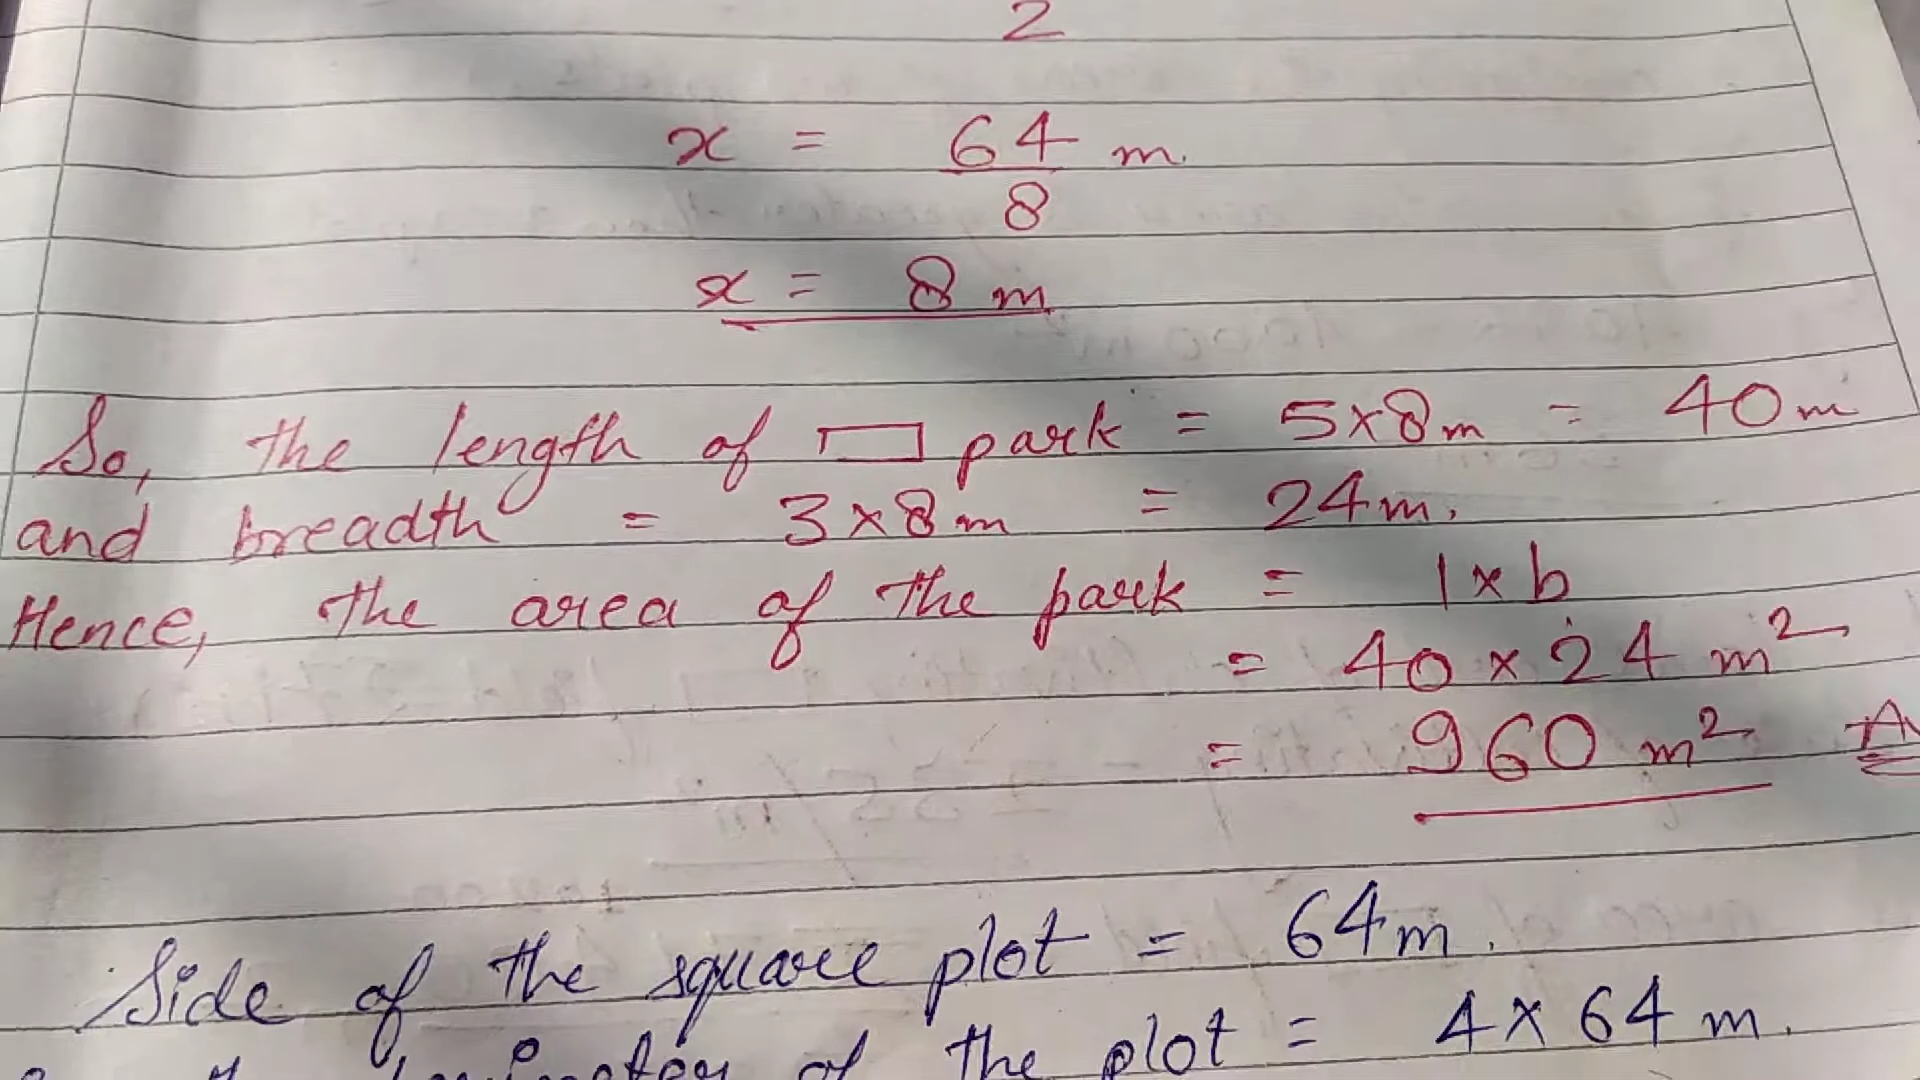 2
x = 64/8 m.
x = 8 m
So, the length of ▭ park = 5×8m = 40m
and breadth = 3×8m = 24m.
Hence, the area of the park = l×b
= 40×24 m²
= 960 m²
Side of the square plot = 64m.
of the plot = 4×64 m.